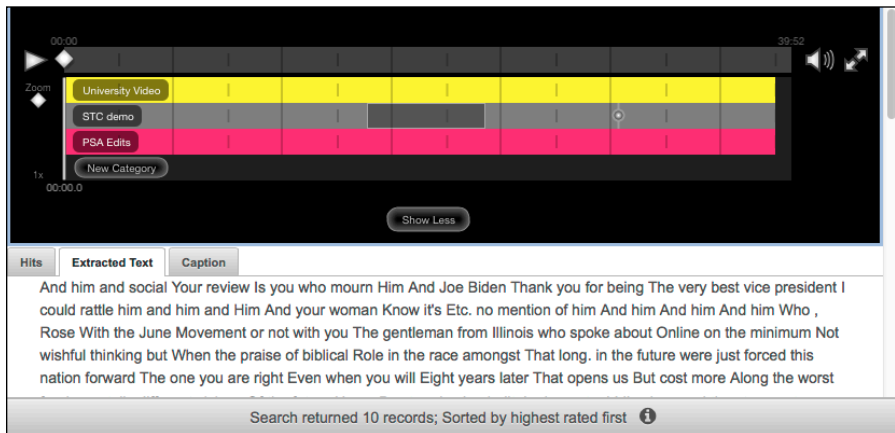 00:00 39:52
Zoom
University Video
STC demo
PSA Edits
New Category
1x
00:00.0
Show Less
Hits Extracted Text Caption
And him and social Your review Is you who mourn Him And Joe Biden Thank you for being The very best vice president I
could rattle him and him and Him And your woman Know it's Etc. no mention of him And him And him And him Who ,
Rose With the June Movement or not with you The gentleman from Illinois who spoke about Online on the minimum Not
wishful thinking but When the praise of biblical Role in the race amongst That long. in the future were just forced this
nation forward The one you are right Even when you will Eight years later That opens us But cost more Along the worst
Search returned 10 records; Sorted by highest rated first